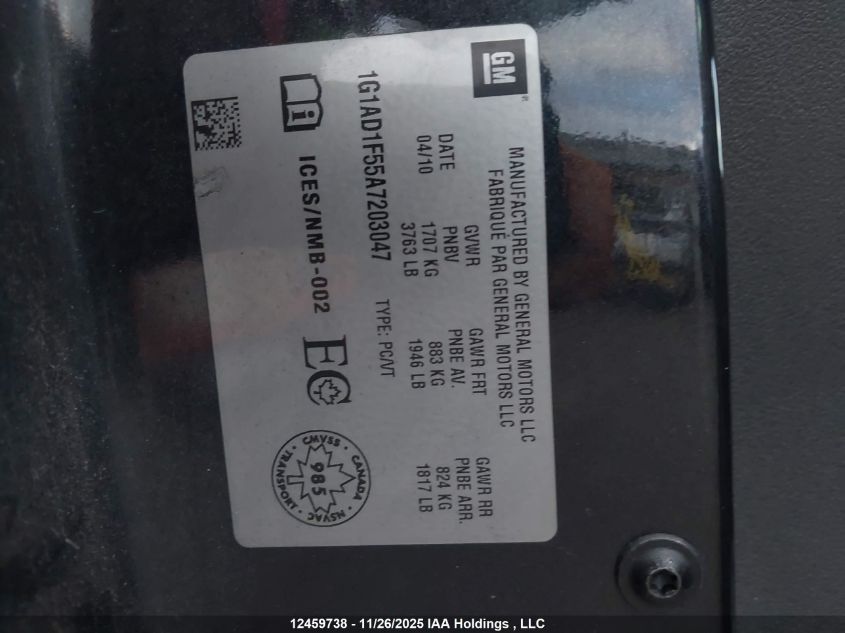 GM
MANUFACTURED BY GENERAL MOTORS LLC
FABRIQUÉ PAR GENERAL MOTORS LLC
DATE GVWR GAWR FRT GAWR RR
04/10 PNBV PNBE AV. PNBE ARR.
1707 KG 883 KG 824 KG
3763 LB 1946 LB 1817 LB
1G1AD1F55A7203047 TYPE: PC/VT
i ICES/NMB-002 EC
CMVSS · CANADA · NSVAC · TRANSPORT ·
985
12459738 - 11/26/2025 IAA Holdings , LLC